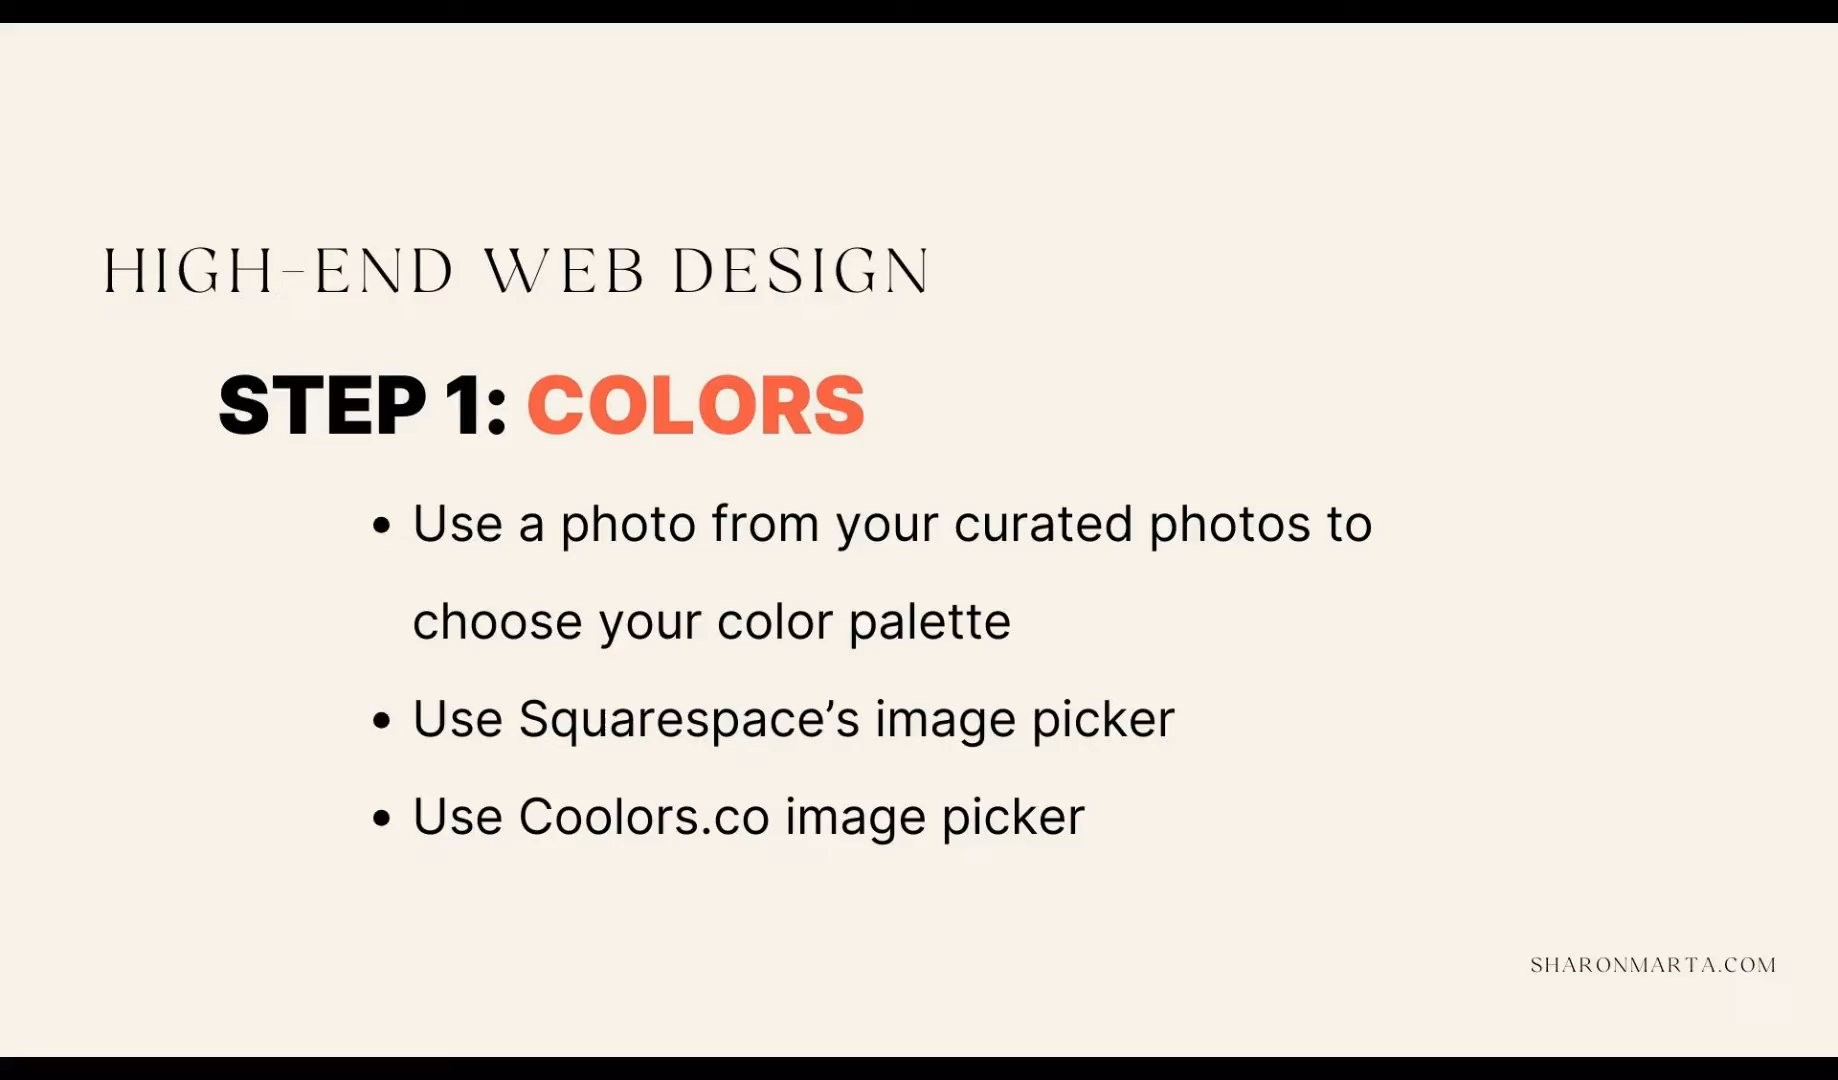 HIGH-END WEB DESIGN
STEP 1: COLORS
• Use a photo from your curated photos to
choose your color palette
• Use Squarespace’s image picker
• Use Coolors.co image picker
SHARONMARTA.COM